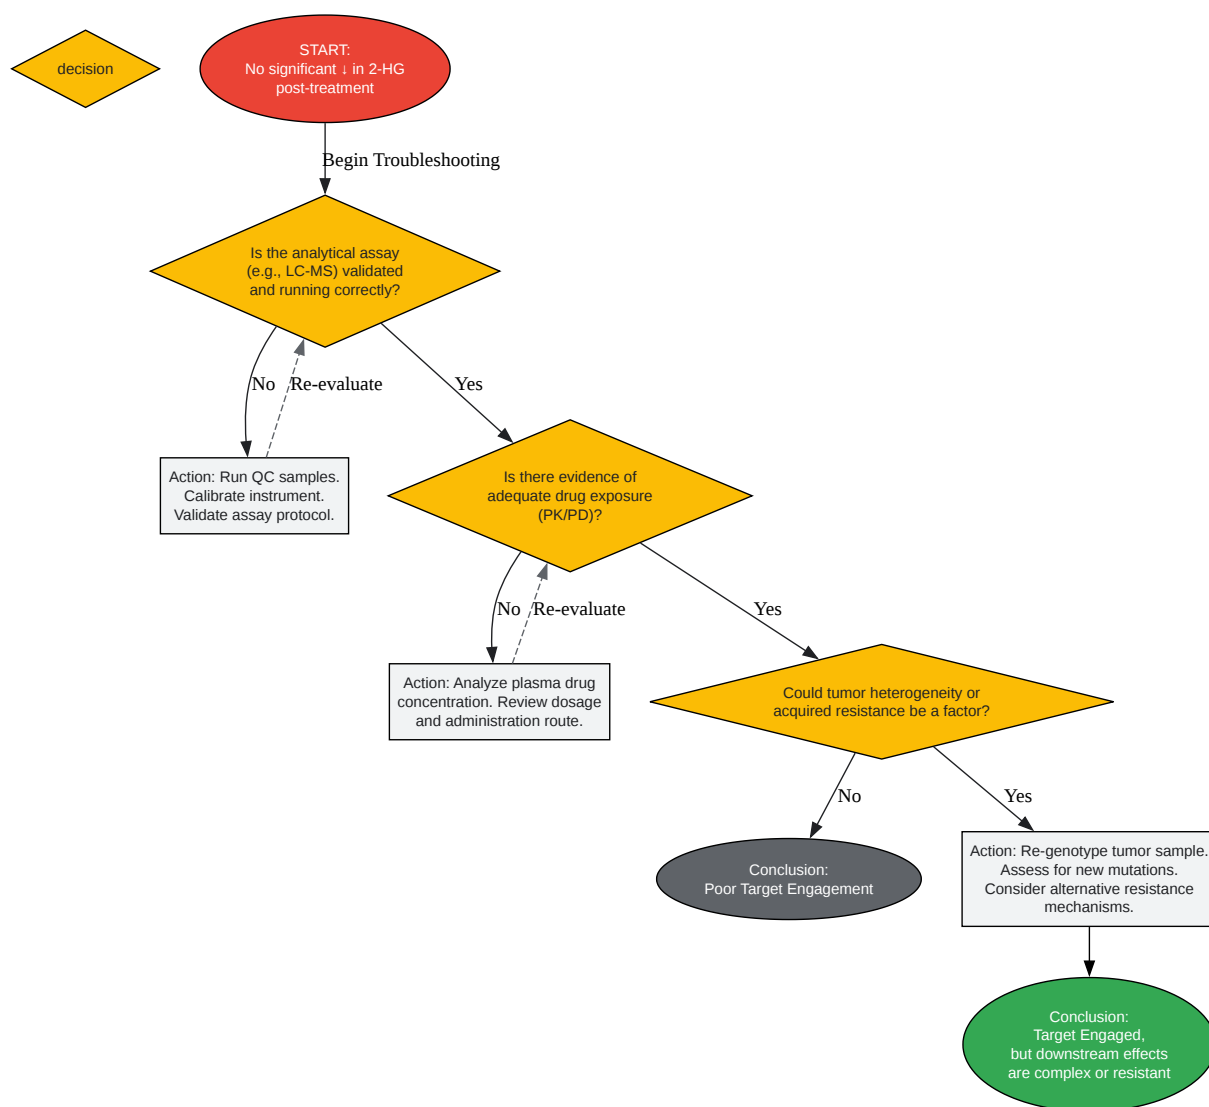 decision
START:
No significant ↓ in 2-HG
post-treatment
Begin Troubleshooting
Is the analytical assay
(e.g., LC-MS) validated
and running correctly?
No
Re-evaluate
Yes
Action: Run QC samples.
Calibrate instrument.
Validate assay protocol.
Is there evidence of
adequate drug exposure
(PK/PD)?
No
Re-evaluate
Yes
Action: Analyze plasma drug
concentration. Review dosage
and administration route.
Could tumor heterogeneity or
acquired resistance be a factor?
No
Yes
Conclusion:
Poor Target Engagement
Action: Re-genotype tumor sample.
Assess for new mutations.
Consider alternative resistance
mechanisms.
Conclusion:
Target Engaged,
but downstream effects
are complex or resistant